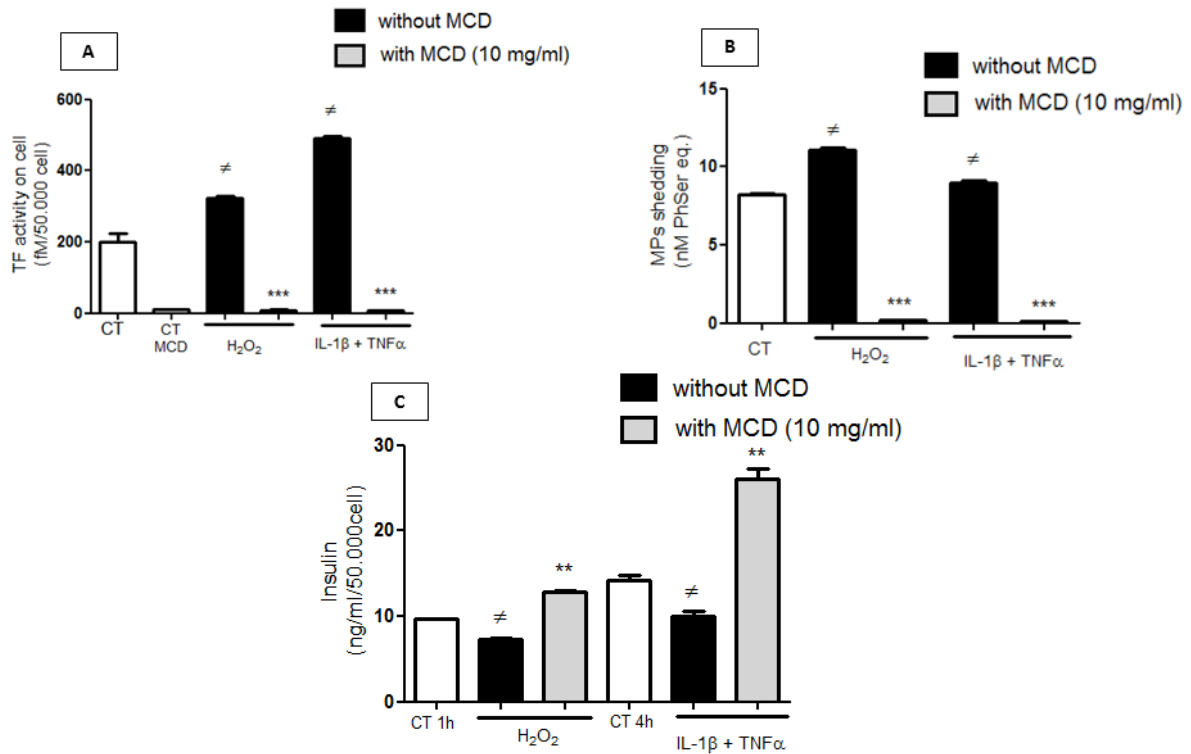 A
without MCD
with MCD (10 mg/ml)
TF activity on cell
(fM/50.000 cell)
600
400
200
0
≠
≠
***
***
CT
CT
MCD
H₂O₂
IL-1β + TNFα
B
without MCD
with MCD (10 mg/ml)
MPs shedding
(nM PhSer eq.)
15
10
5
0
≠
≠
***
***
CT
H₂O₂
IL-1β + TNFα
C
without MCD
with MCD (10 mg/ml)
Insulin
(ng/ml/50.000cell)
30
20
10
0
**
**
≠
≠
CT 1h
H₂O₂
CT 4h
IL-1β + TNFα